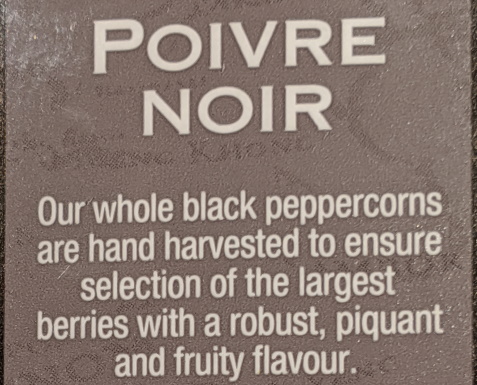 POIVRE
NOIR
Our whole black peppercorns
are hand harvested to ensure
selection of the largest
berries with a robust, piquant
and fruity flavour.